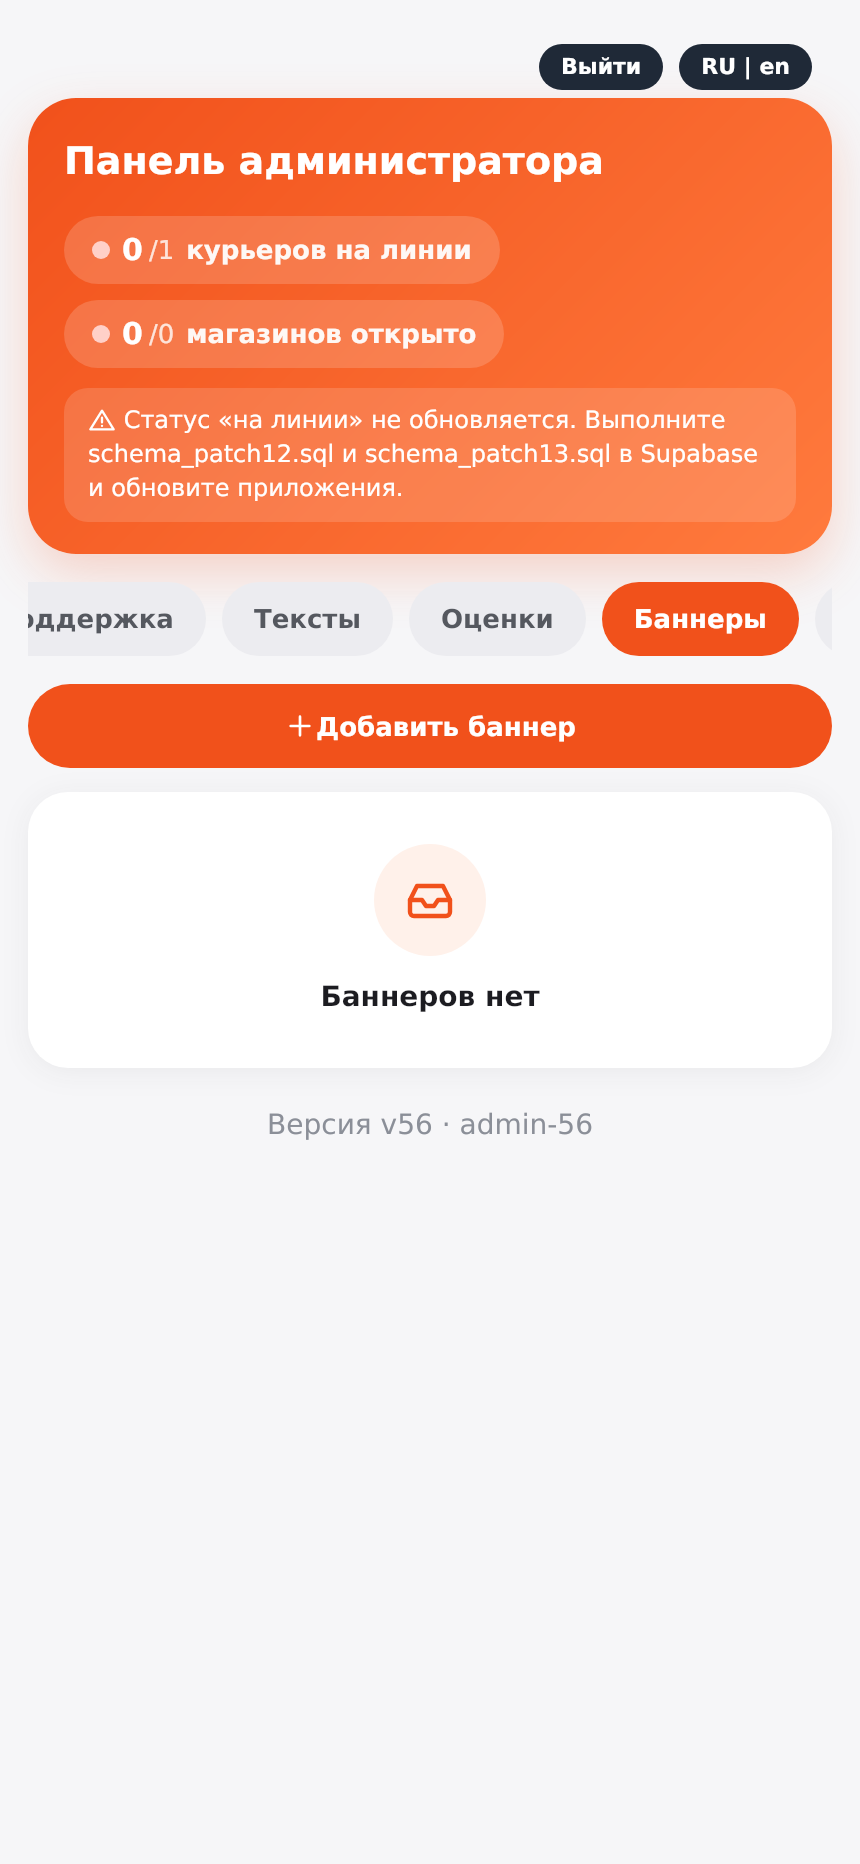 Выйти
RU | en
Панель администратора
0 /1 курьеров на линии
0 /0 магазинов открыто
Статус «на линии» не обновляется. Выполните
schema_patch12.sql и schema_patch13.sql в Supabase
и обновите приложения.
оддержка Тексты Оценки Баннеры
+ Добавить баннер
Баннеров нет
Версия v56 · admin-56